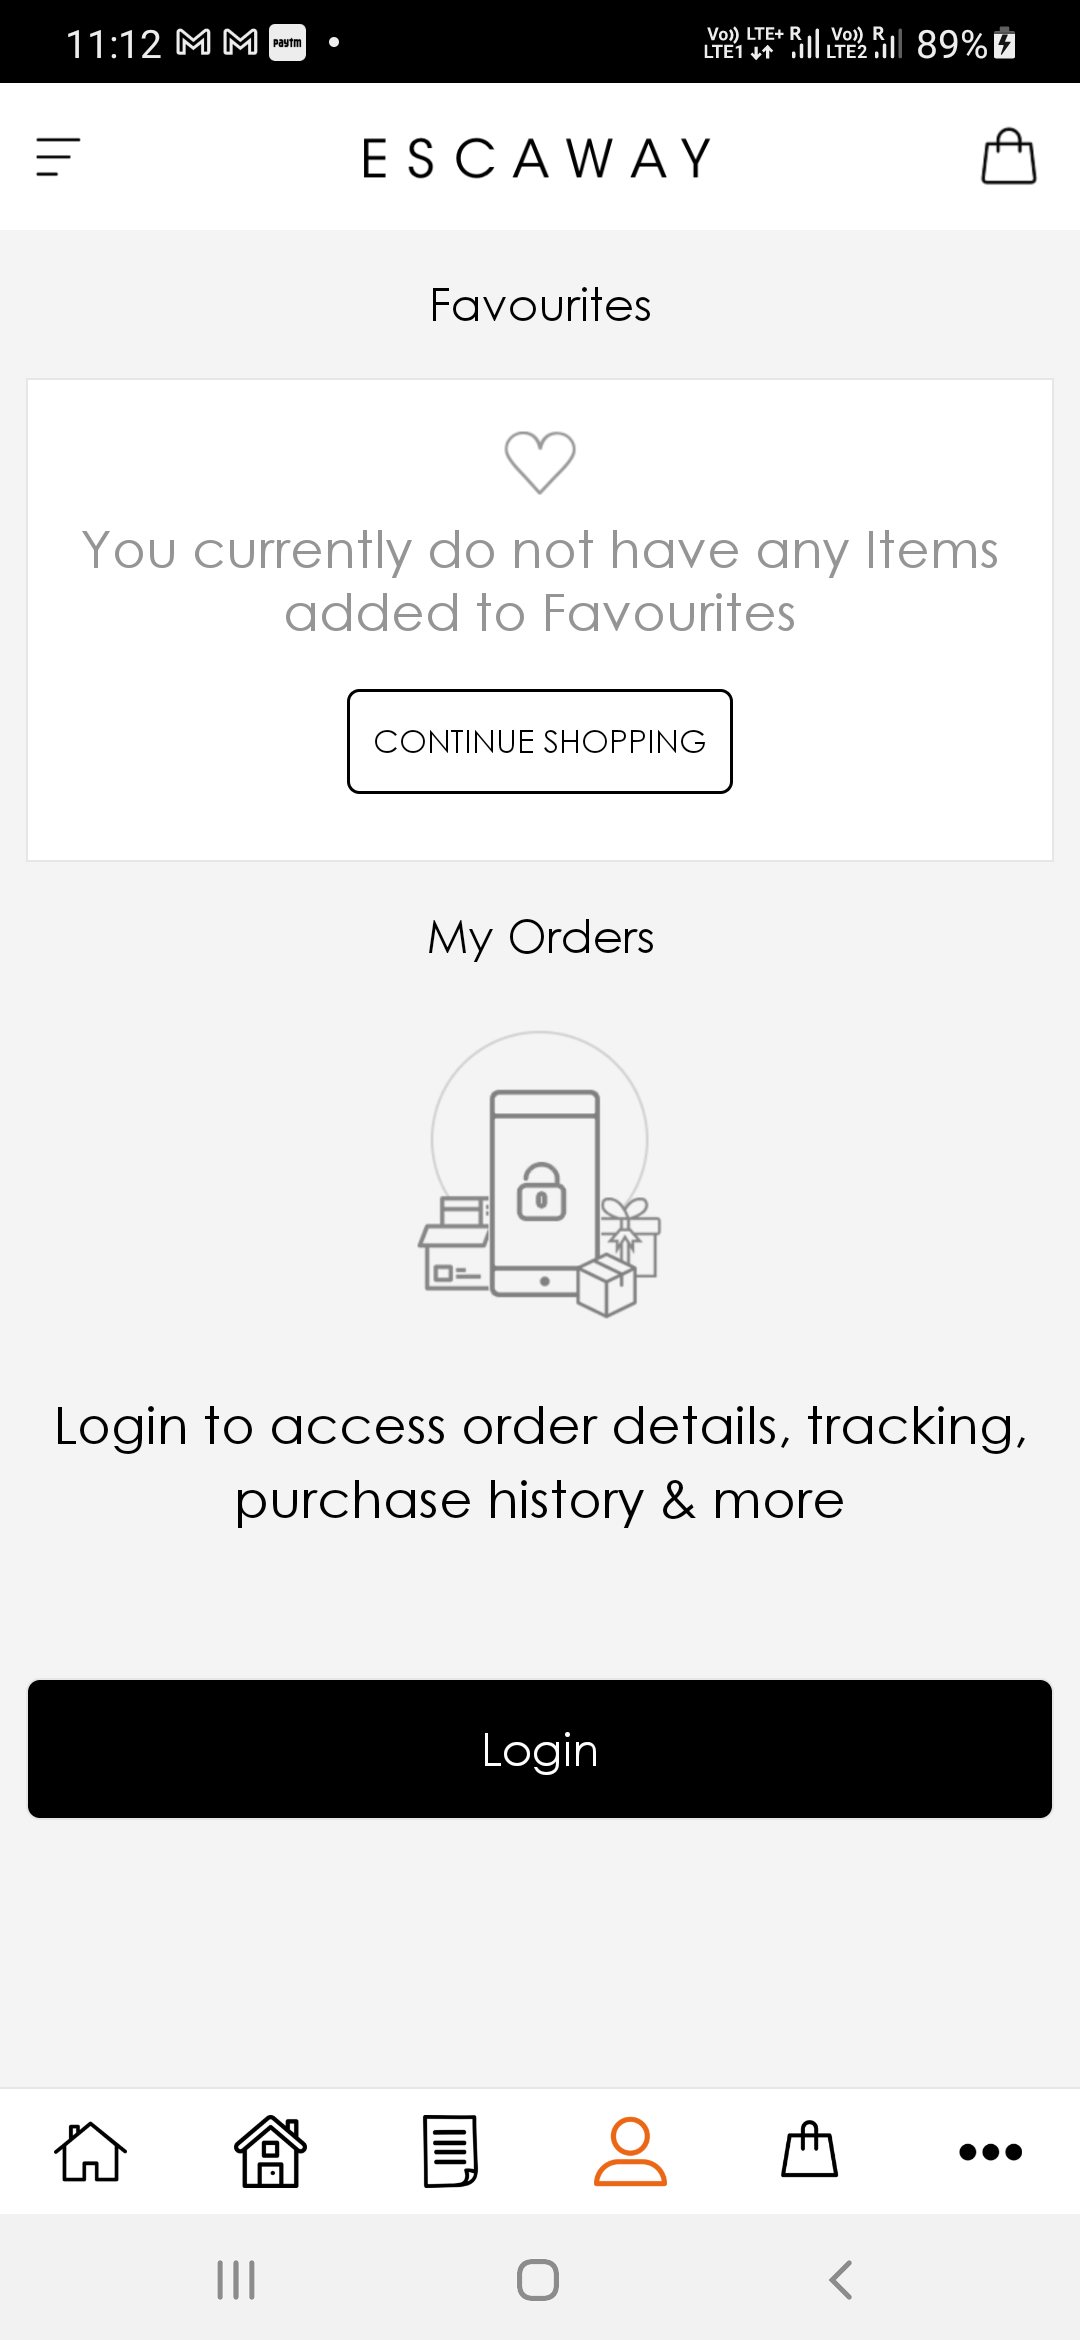 11:12 paytm Vo)) LTE+ R Vo)) R 89%
LTE1 LTE2
ESCAWAY
Favourites
You currently do not have any Items
added to Favourites
CONTINUE SHOPPING
My Orders
Login to access order details, tracking,
purchase history & more
Login